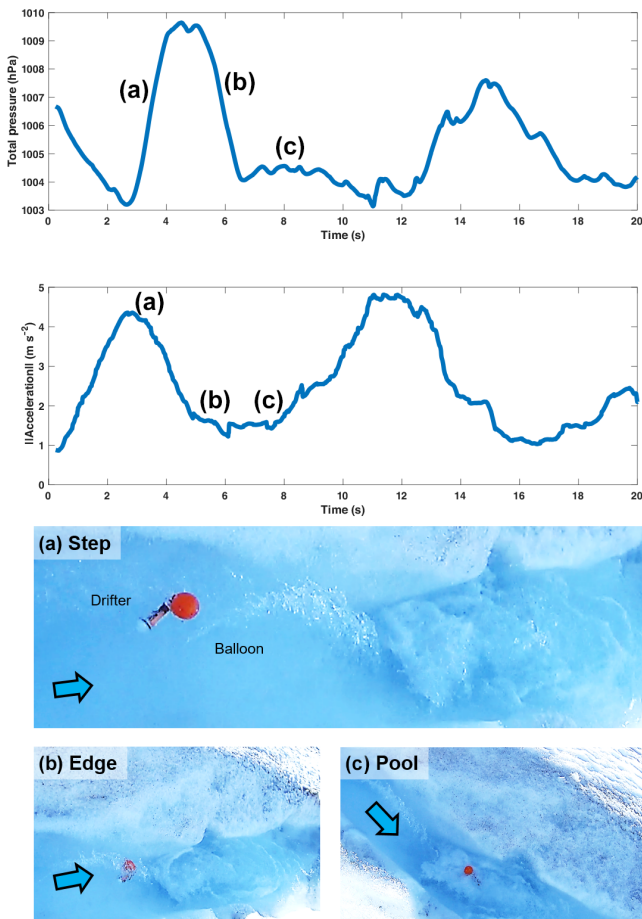 1010
1009
1008
1007
1006
1005
1004
1003
Total pressure (hPa)
(a)
(b)
(c)
0 2 4 6 8 10 12 14 16 18 20
Time (s)
5
4
3
2
1
0
||Acceleration|| (m s⁻²)
(a)
(b)
(c)
0 2 4 6 8 10 12 14 16 18 20
Time (s)
(a) Step
Drifter
Balloon
(b) Edge
(c) Pool